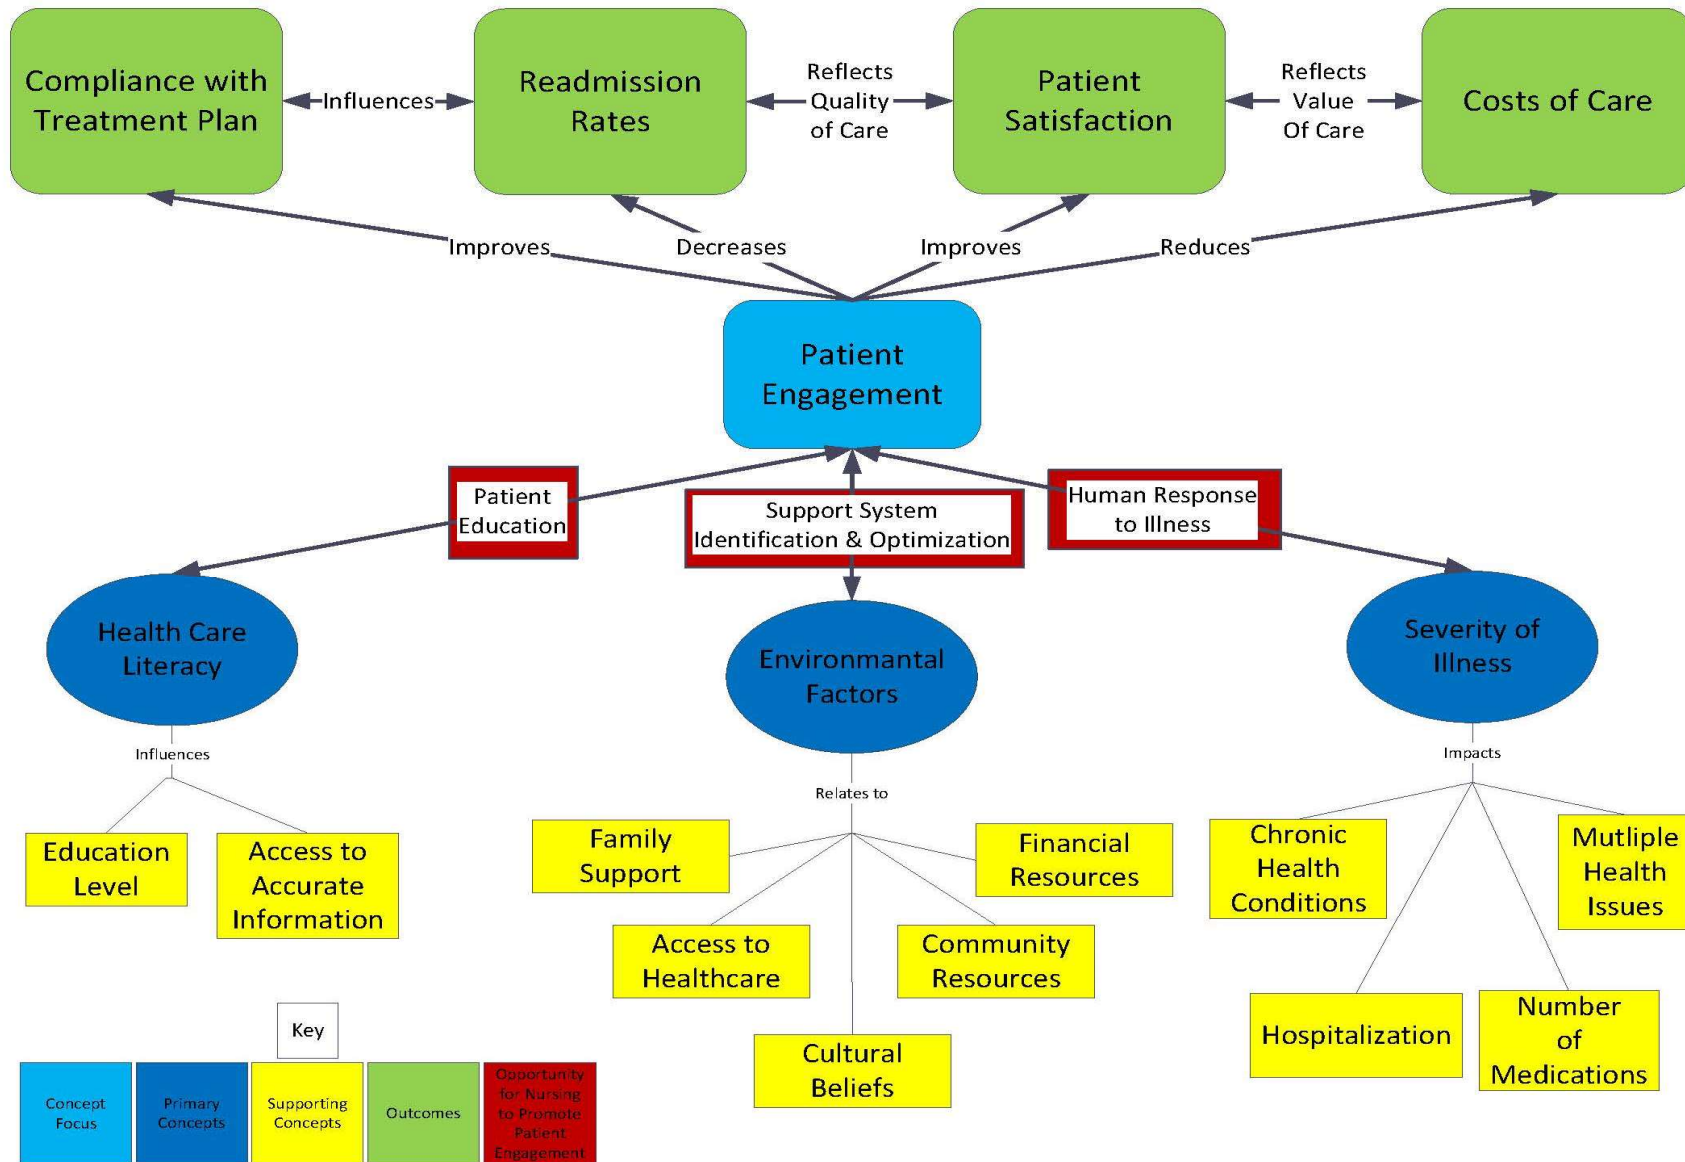 Compliance with
Treatment Plan
Influences
Readmission
Rates
Reflects
Quality
of Care
Patient
Satisfaction
Reflects
Value
Of Care
Costs of Care
Improves
Decreases
Improves
Reduces
Patient
Engagement
Patient
Education
Support System
Identification & Optimization
Human Response
to Illness
Health Care
Literacy
Environmantal
Factors
Severity of
Illness
Influences
Relates to
Impacts
Education
Level
Access to
Accurate
Information
Family
Support
Access to
Healthcare
Cultural
Beliefs
Community
Resources
Financial
Resources
Chronic
Health
Conditions
Hospitalization
Number
of
Medications
Mutliple
Health
Issues
Key
Concept
Focus
Primary
Concepts
Supporting
Concepts
Outcomes
Opportunity
for Nursing
to Promote
Patient
Engagement